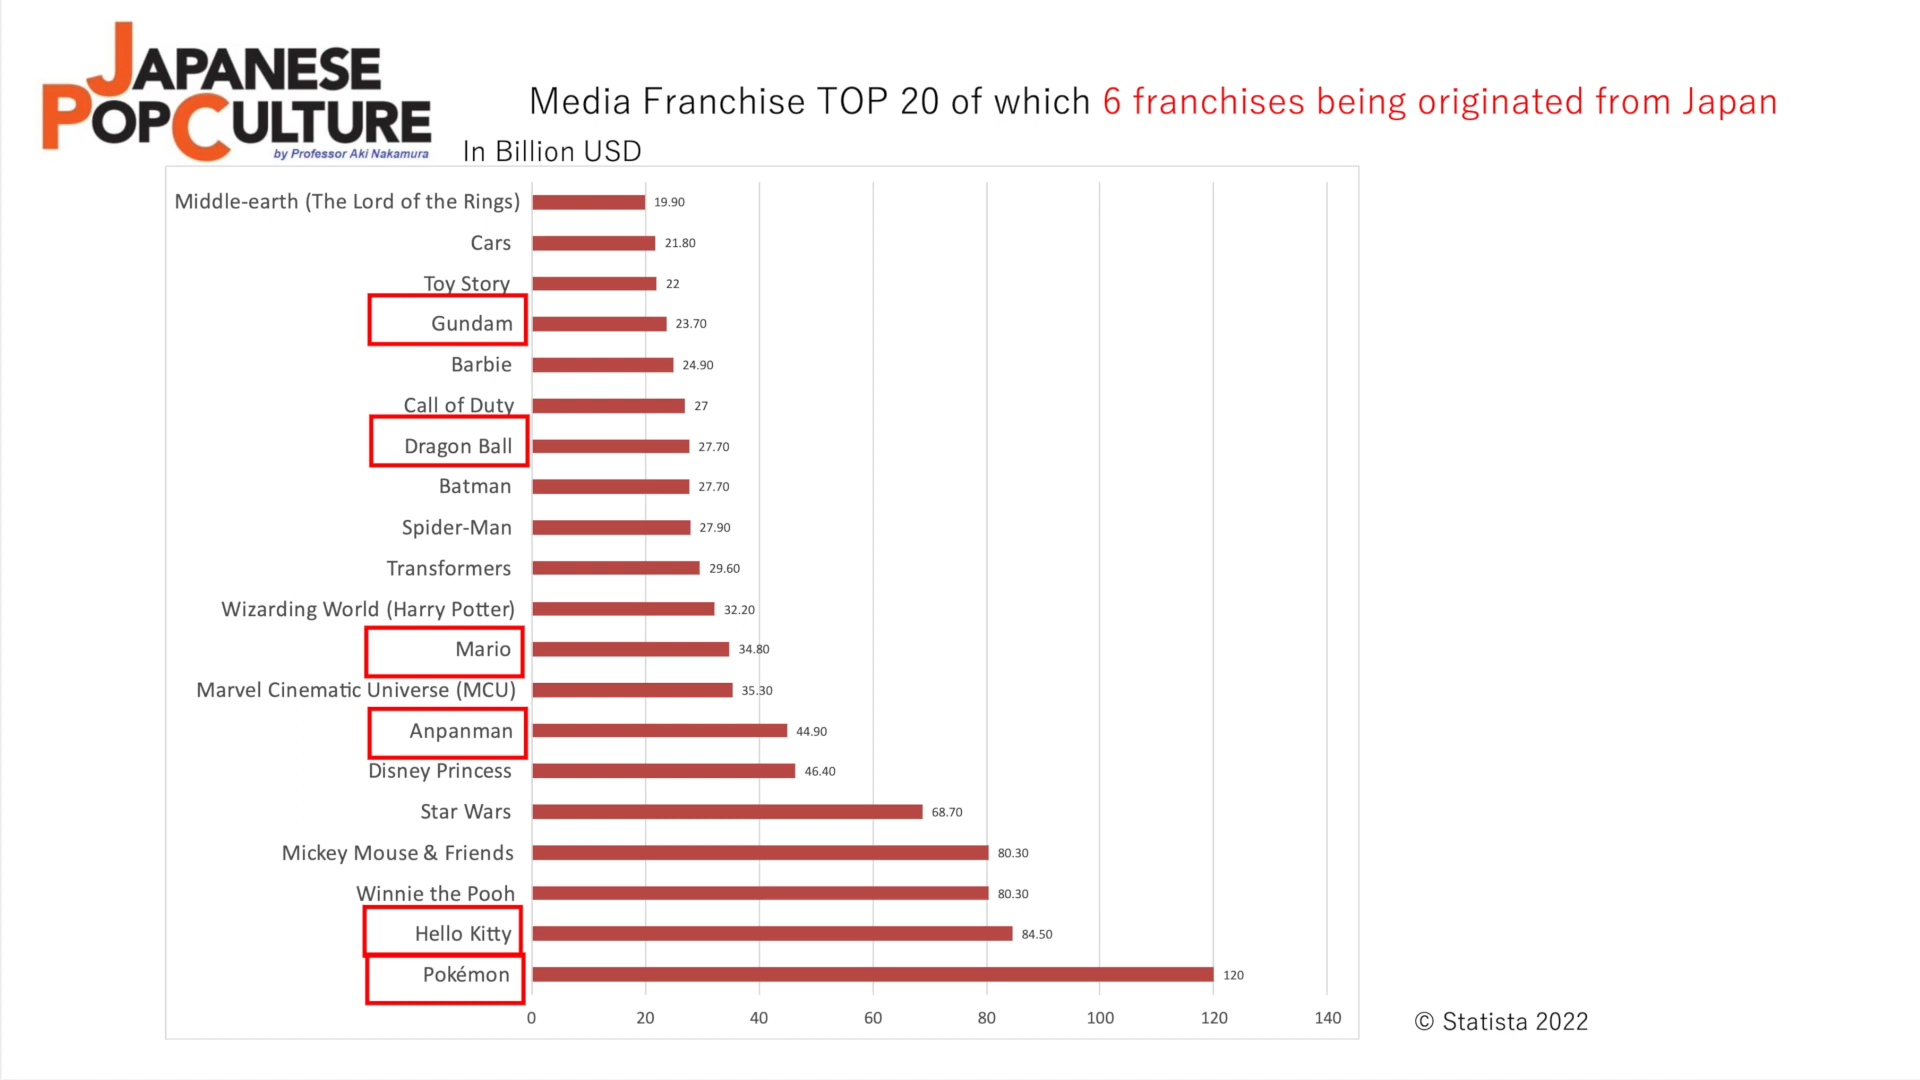 JAPANESE
POPCULTURE
by Professor Aki Nakamura
Media Franchise TOP 20 of which 6 franchises being originated from Japan
In Billion USD
Middle-earth (The Lord of the Rings) 19.90
Cars 21.80
Toy Story 22
Gundam 23.70
Barbie 24.90
Call of Duty 27
Dragon Ball 27.70
Batman 27.70
Spider-Man 27.90
Transformers 29.60
Wizarding World (Harry Potter) 32.20
Mario 34.80
Marvel Cinematic Universe (MCU) 35.30
Anpanman 44.90
Disney Princess 46.40
Star Wars 68.70
Mickey Mouse & Friends 80.30
Winnie the Pooh 80.30
Hello Kitty 84.50
Pokémon 120
0 20 40 60 80 100 120 140
© Statista 2022